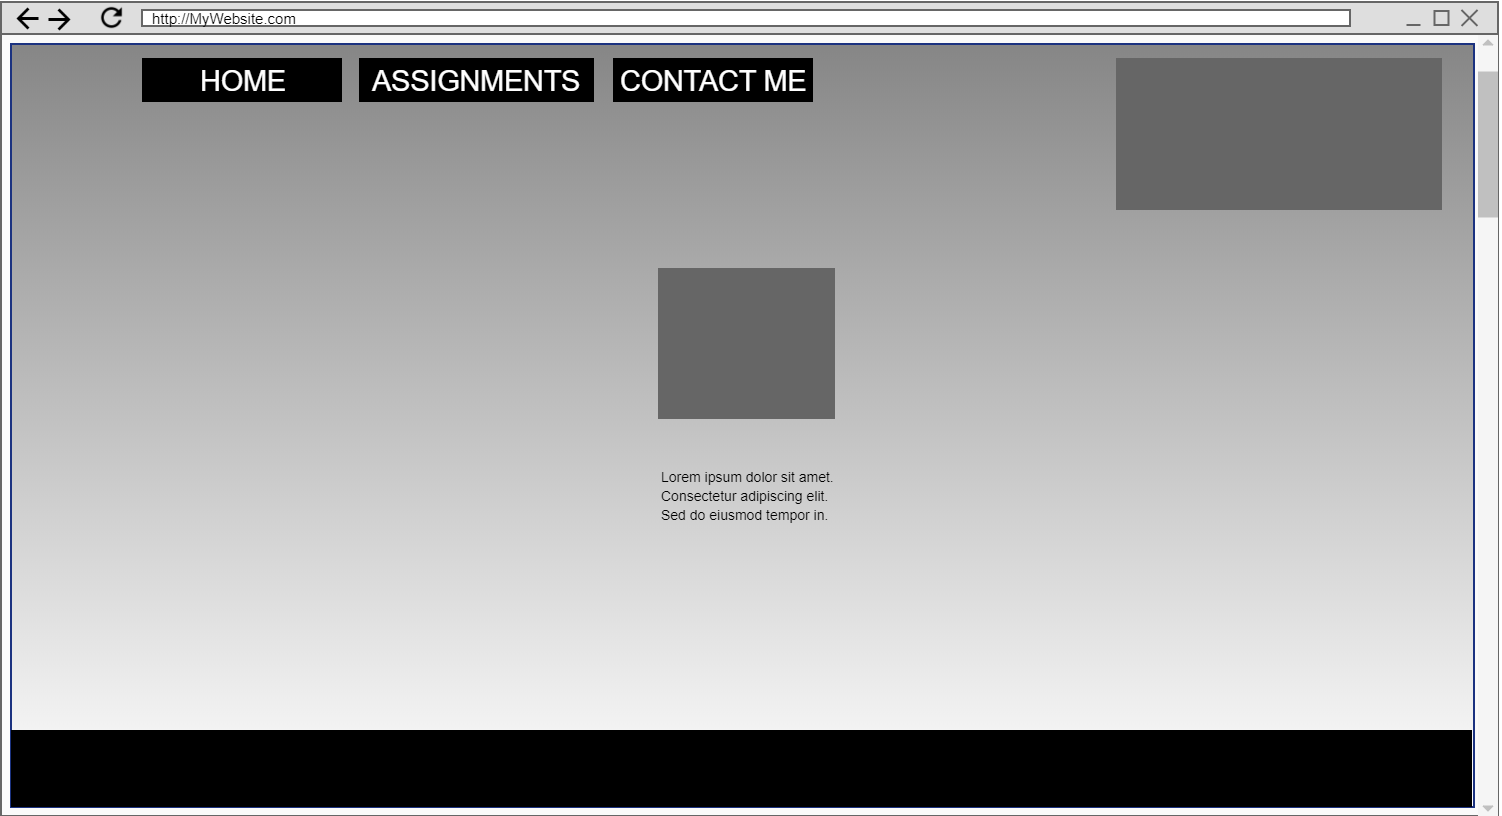 http://MyWebsite.com
HOME ASSIGNMENTS CONTACT ME
Lorem ipsum dolor sit amet.
Consectetur adipiscing elit.
Sed do eiusmod tempor in.